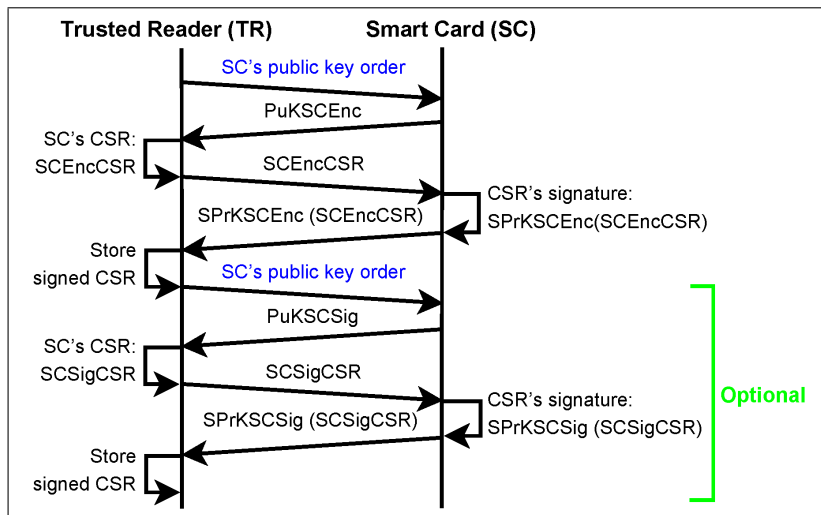 Trusted Reader (TR)
Smart Card (SC)
SC's public key order
PuKSCEnc
SC's CSR:
SCEncCSR
SCEncCSR
CSR's signature:
SPrKSCEnc(SCEncCSR)
SPrKSCEnc (SCEncCSR)
Store
signed CSR
SC's public key order
PuKSCSig
SC's CSR:
SCSigCSR
SCSigCSR
CSR's signature:
SPrKSCSig (SCSigCSR)
SPrKSCSig (SCSigCSR)
Store
signed CSR
Optional